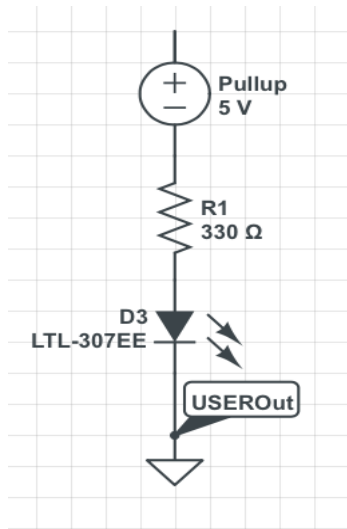 Pullup
5 V
R1
330 Ω
D3
LTL-307EE
USEROut